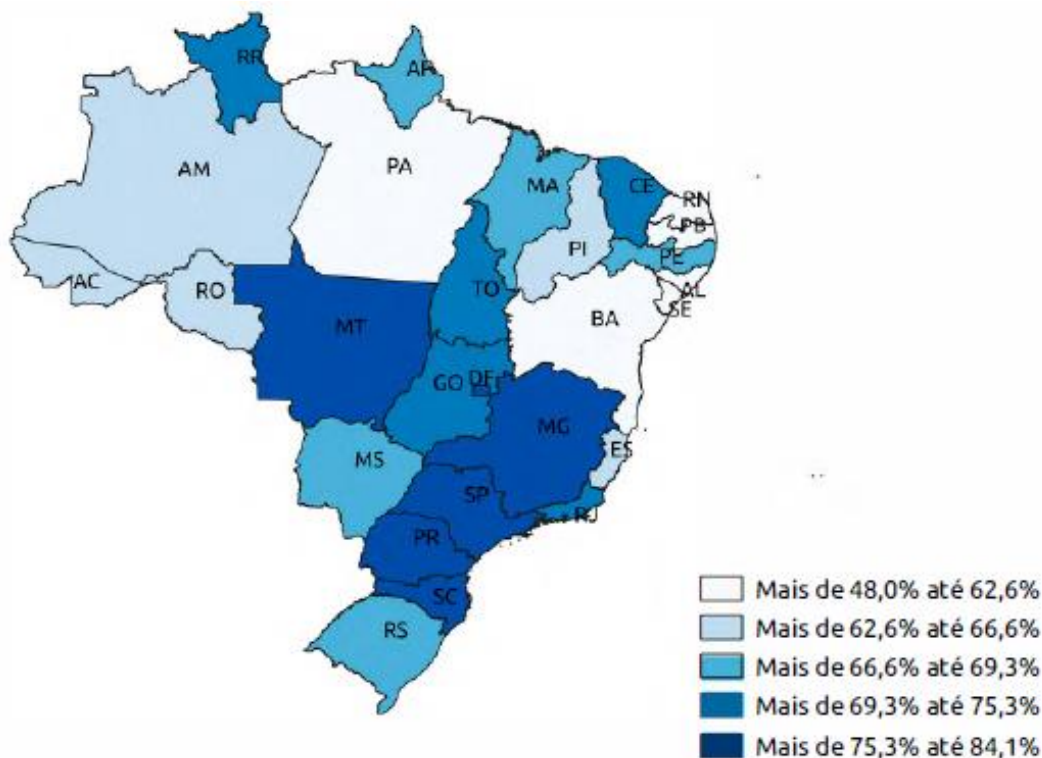 RR
AP
AM
PA
MA
CE
RN
PB
PI
PE
AC
RO
TO
AL
SE
MT
BA
GO
DF
MG
MS
ES
SP
RJ
PR
SC
RS
Mais de 48,0% até 62,6%
Mais de 62,6% até 66,6%
Mais de 66,6% até 69,3%
Mais de 69,3% até 75,3%
Mais de 75,3% até 84,1%